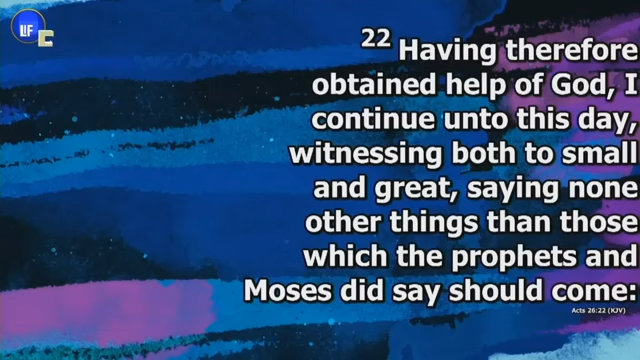 LIF
C
22 Having therefore
obtained help of God, I
continue unto this day,
witnessing both to small
and great, saying none
other things than those
which the prophets and
Moses did say should come:
Acts 26:22 (KJV)